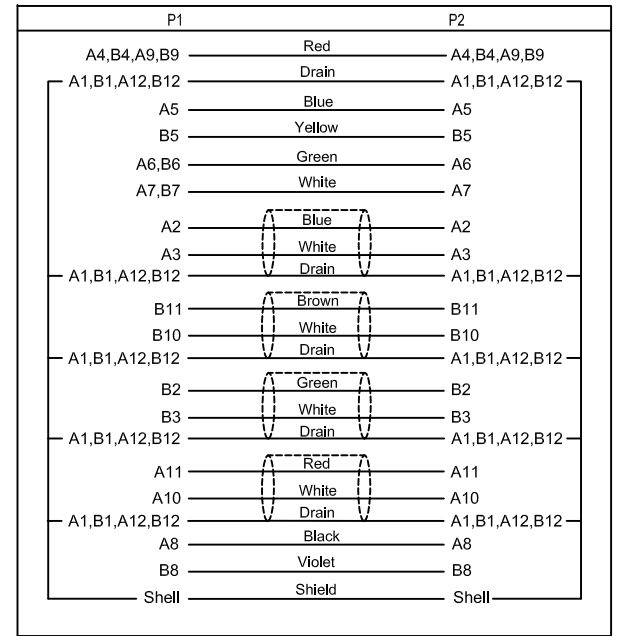 P1 P2
A4,B4,A9,B9 Red A4,B4,A9,B9
A1,B1,A12,B12 Drain A1,B1,A12,B12
A5 Blue A5
B5 Yellow B5
A6,B6 Green A6
A7,B7 White A7
A2 Blue A2
A3 White A3
A1,B1,A12,B12 Drain A1,B1,A12,B12
B11 Brown B11
B10 White B10
A1,B1,A12,B12 Drain A1,B1,A12,B12
B2 Green B2
B3 White B3
A1,B1,A12,B12 Drain A1,B1,A12,B12
A11 Red A11
A10 White A10
A1,B1,A12,B12 Drain A1,B1,A12,B12
A8 Black A8
B8 Violet B8
Shell Shield Shell